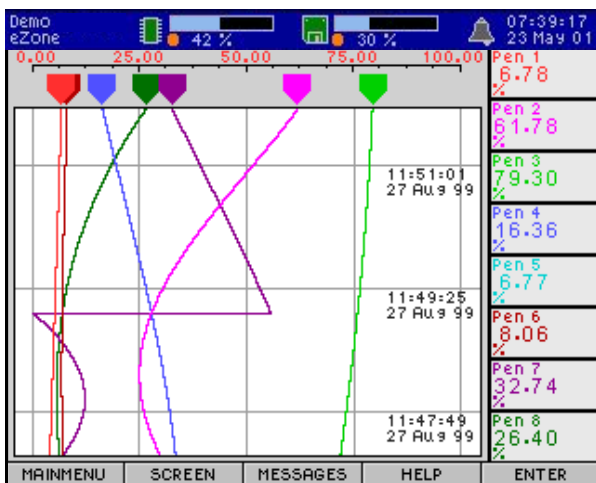 Demo
eZone
42 %
30 %
07:39:17
23 May 01
0.00 25.00 50.00 75.00 100.00
Pen 1
6.78
%
Pen 2
61.78
%
Pen 3
79.30
%
Pen 4
16.36
%
Pen 5
6.77
%
Pen 6
8.06
%
Pen 7
32.74
%
Pen 8
26.40
%
11:51:01
27 Aug 99
11:49:25
27 Aug 99
11:47:49
27 Aug 99
MAINMENU SCREEN MESSAGES HELP ENTER